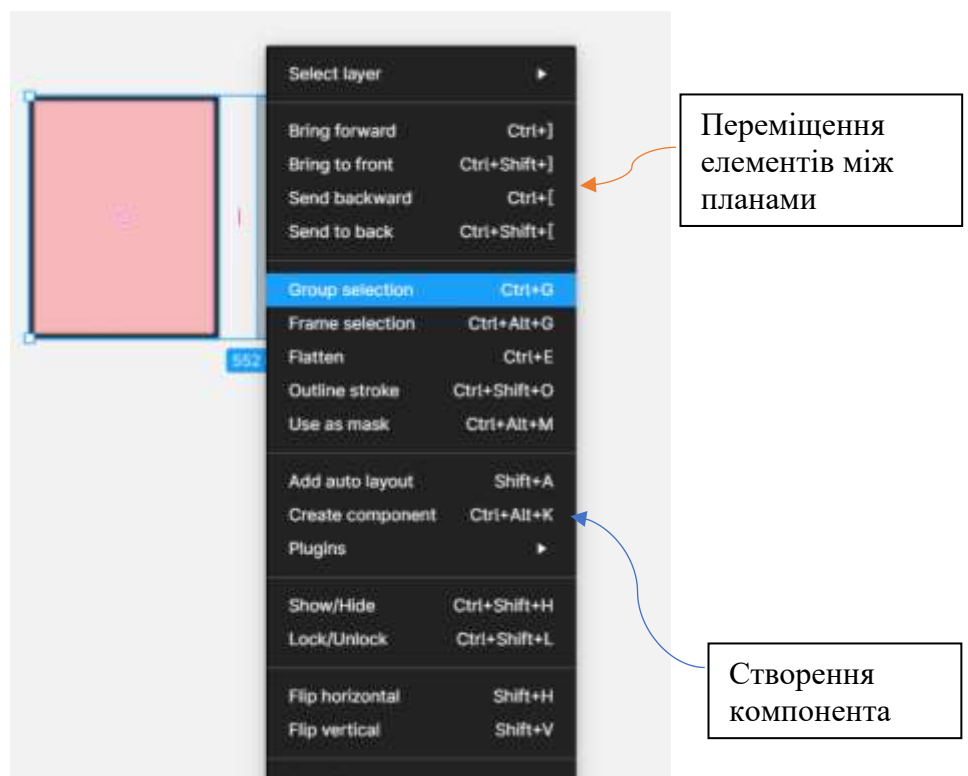 Select layer
Bring forward Ctrl+]
Bring to front Ctrl+Shift+]
Send backward Ctrl+[
Send to back Ctrl+Shift+[
Group selection Ctrl+G
Frame selection Ctrl+Alt+G
Flatten Ctrl+E
Outline stroke Ctrl+Shift+O
Use as mask Ctrl+Alt+M
Add auto layout Shift+A
Create component Ctrl+Alt+K
Plugins
Show/Hide Ctrl+Shift+H
Lock/Unlock Ctrl+Shift+L
Flip horizontal Shift+H
Flip vertical Shift+V
552
Переміщення
елементів між
планами
Створення
компонента